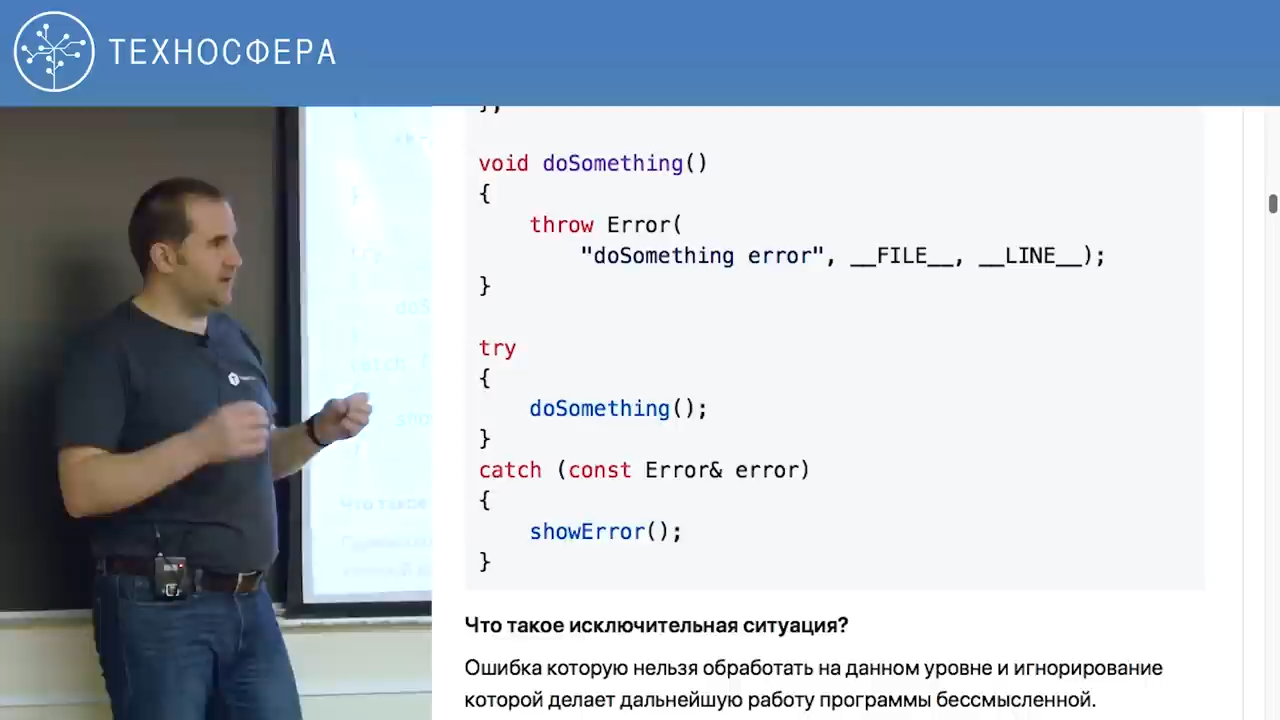 ТЕХНОСФЕРА
};
void doSomething()
{
    throw Error(
        "doSomething error", __FILE__, __LINE__);
}
try
{
    doSomething();
}
catch (const Error& error)
{
    showError();
}
Что такое исключительная ситуация?
Ошибка которую нельзя обработать на данном уровне и игнорирование
которой делает дальнейшую работу программы бессмысленной.